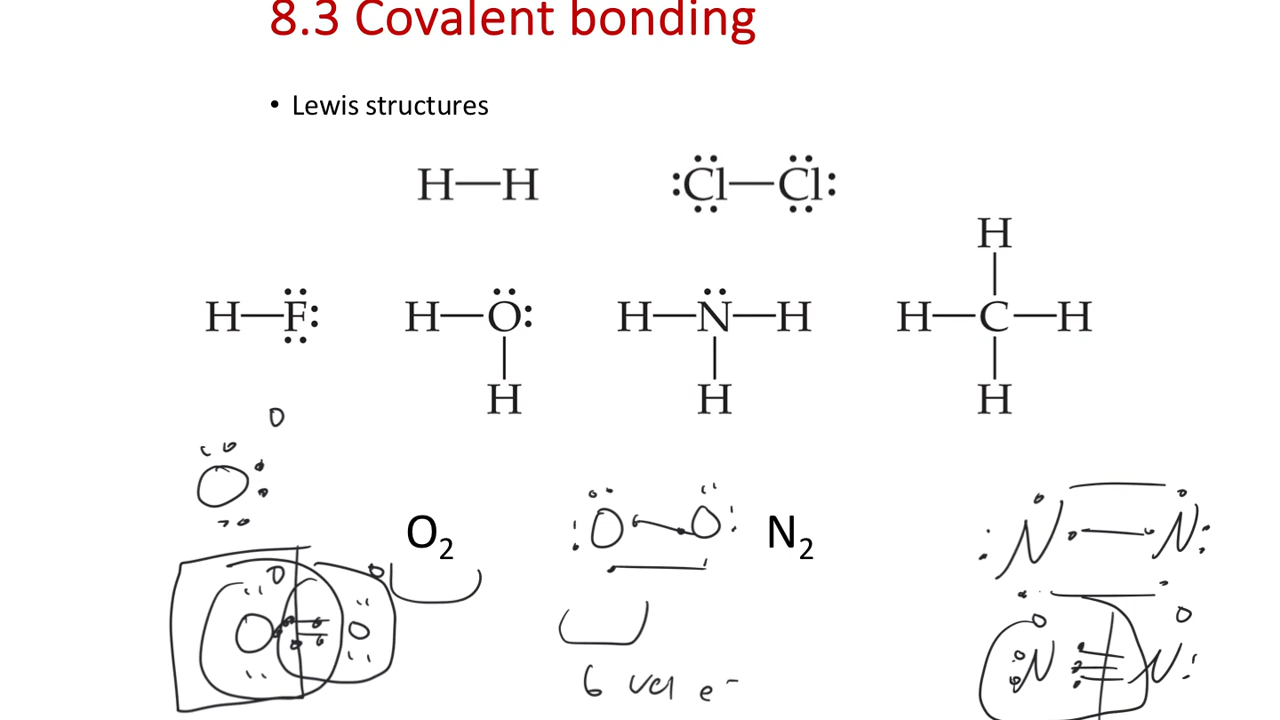 8.3 Covalent bonding
• Lewis structures
H—H :Cl—Cl:
H
H—F: H—O: H—N—H H—C—H
H H H
O
O
O₂ O O N₂ N — N
O O
O O N≡N
6 val e⁻